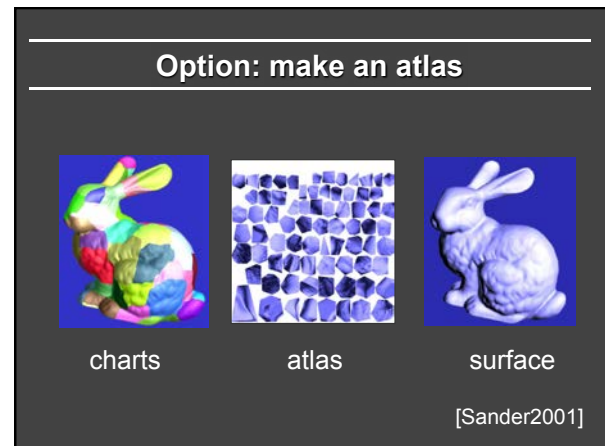 Option: make an atlas
charts atlas surface
[Sander2001]